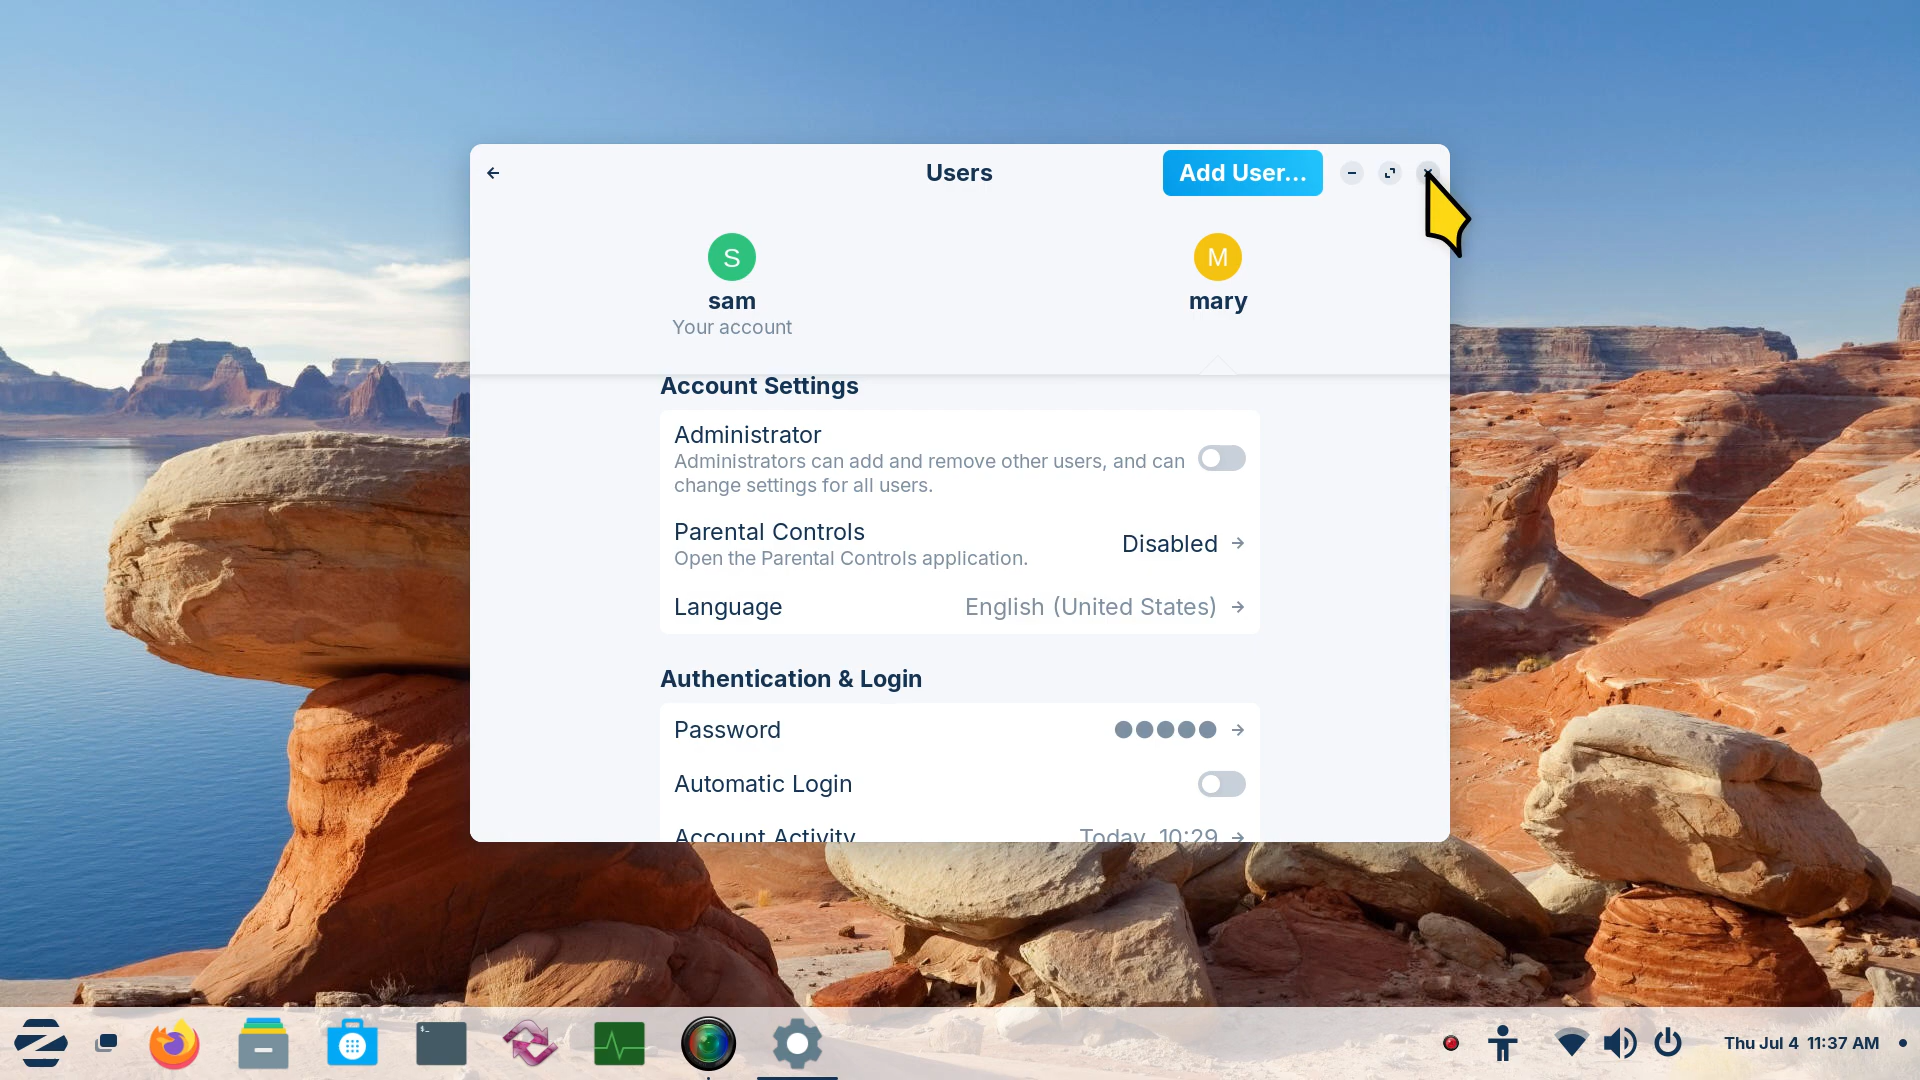 Users
Add User...
S
sam
Your account
M
mary
Account Settings
Administrator
Administrators can add and remove other users, and can
change settings for all users.
Parental Controls
Open the Parental Controls application.
Disabled
Language
English (United States)
Authentication & Login
Password
Automatic Login
Account Activity
Today, 10:29
Thu Jul 4 11:37 AM